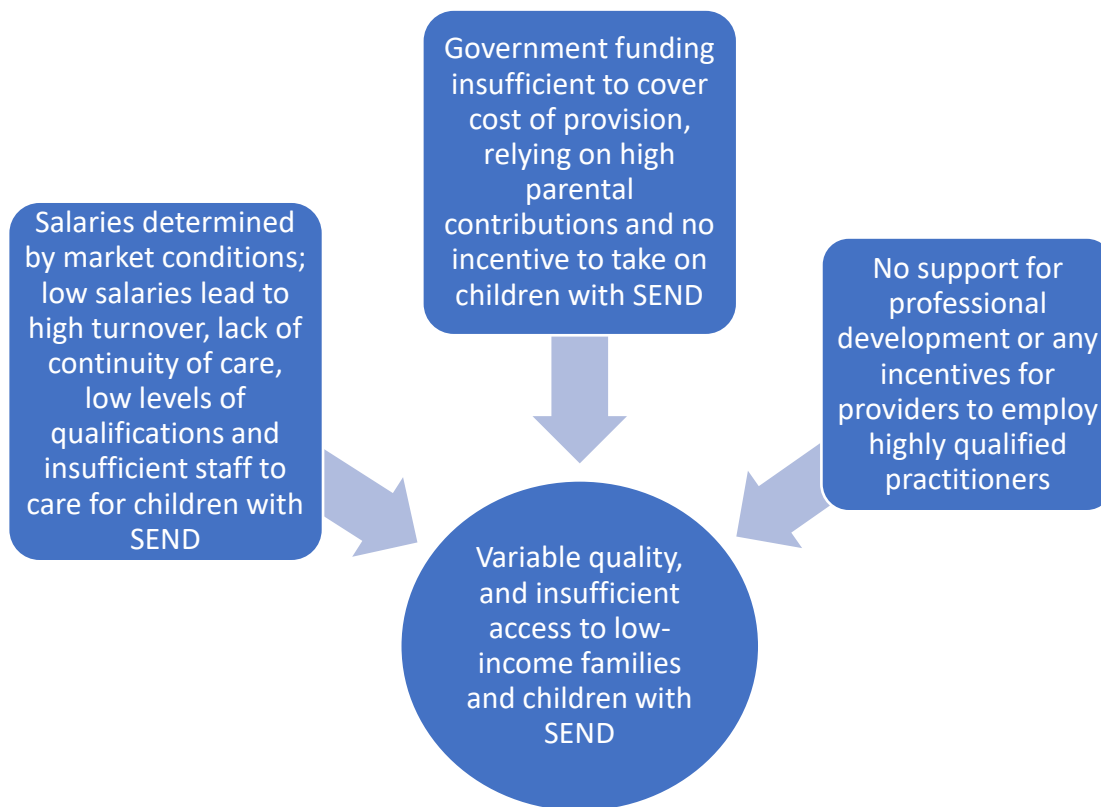 Government funding
insufficient to cover
cost of provision,
relying on high
parental
contributions and no
incentive to take on
children with SEND
Salaries determined
by market conditions;
low salaries lead to
high turnover, lack of
continuity of care,
low levels of
qualifications and
insufficient staff to
care for children with
SEND
No support for
professional
development or any
incentives for
providers to employ
highly qualified
practitioners
Variable quality,
and insufficient
access to low-
income families
and children with
SEND